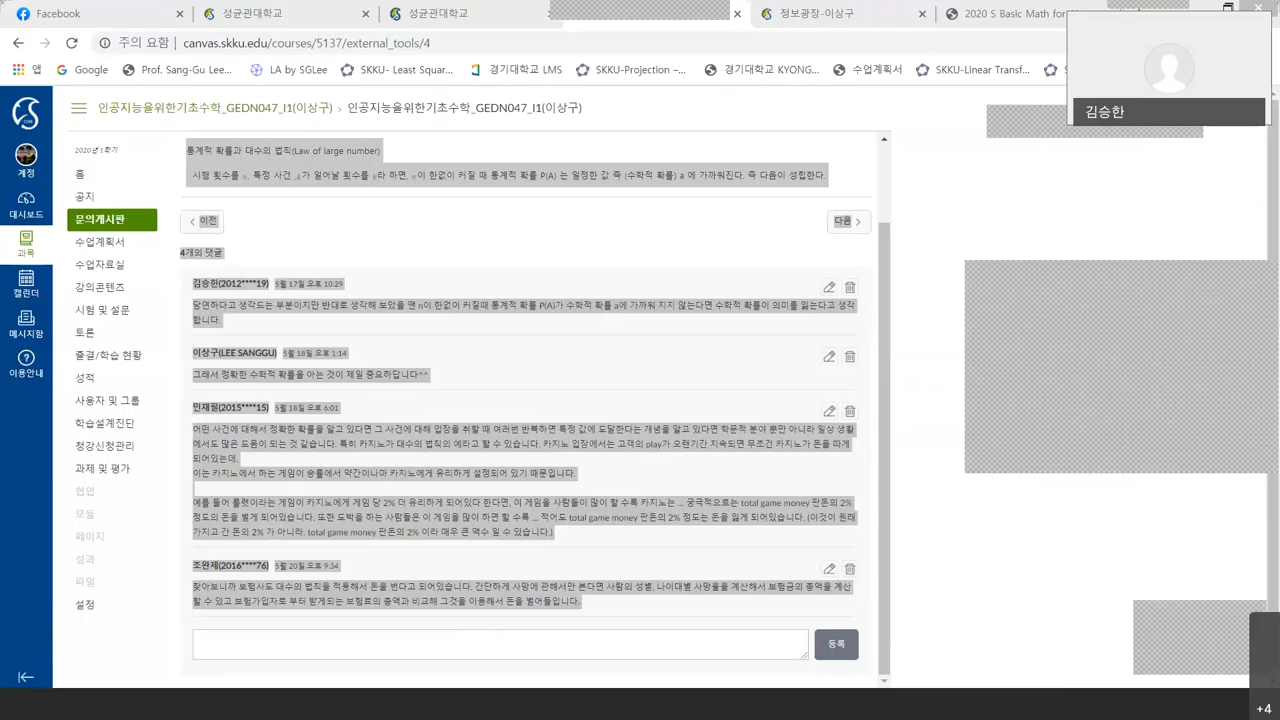 Facebook
성균관대학교
성균관대학교
정보광장-이상구
2020 S Basic Math for
주의 요함
canvas.skku.edu/courses/5137/external_tools/4
앱
Google
Prof. Sang-Gu Lee...
LA by SGLee
SKKU- Least Squar...
경기대학교 LMS
SKKU-Projection –...
경기대학교 KYONG...
수업계획서
SKKU-Linear Transf...
김승한
인공지능을위한기초수학_GEDN047_I1(이상구) › 인공지능을위한기초수학_GEDN047_I1(이상구)
계정
대시보드
과목
캘린더
메시지함
이용안내
2020년 1학기
홈
공지
문의게시판
수업계획서
수업자료실
강의콘텐츠
시험 및 설문
토론
출결/학습 현황
성적
사용자 및 그룹
학습설계진단
청강신청관리
과제 및 평가
협업
모듈
페이지
성과
파일
설정
통계적 확률과 대수의 법칙(Law of large number)
시행 횟수를 n, 특정 사건 A가 일어날 횟수를 k라 하면, n이 한없이 커질 때 통계적 확률 P(A) 는 일정한 값 즉 (수학적 확률) a 에 가까워진다. 즉 다음이 성립한다.
이전
다음
4개의 댓글
김승한(2012****19) 5월 17일 오후 10:29
당연하다고 생각드는 부분이지만 반대로 생각해 보았을 땐 n이 한없이 커질때 통계적 확률 P(A)가 수학적 확률 a에 가까워 지지 않는다면 수학적 확률이 의미를 잃는다고 생각
합니다.
이상구(LEE SANGGU) 5월 18일 오후 1:14
그래서 정확한 수학적 확률을 아는 것이 제일 중요하답니다^^
민재필(2015****15) 5월 18일 오후 6:01
어떤 사건에 대해서 정확한 확률을 알고 있다면 그 사건에 대해 입장을 취할 때 여러번 반복하면 특정 값에 도달한다는 개념을 알고 있다면 학문적 분야 뿐만 아니라 일상 생활
에서도 많은 도움이 되는 것 같습니다. 특히 카지노가 대수의 법칙의 예라고 할 수 있습니다. 카지노 입장에서는 고객의 play가 오랜기간 지속되면 무조건 카지노가 돈을 따게
되어있는데,
이는 카지노에서 하는 게임이 승률에서 약간이나마 카지노에게 유리하게 설정되어 있기 때문입니다.
예를 들어 룰렛이라는 게임이 카지노에게 게임 당 2% 더 유리하게 되어있다 한다면, 이 게임을 사람들이 많이 할 수록 카지노는 ... 궁극적으로는 total game money 판돈의 2%
정도의 돈을 벌게 되어있습니다. 또한 도박을 하는 사람들은 이 게임을 많이 하면 할 수록 ... 적어도 total game money 판돈의 2% 정도는 돈을 잃게 되어있습니다. (이것이 원래
가지고 간 돈의 2% 가 아니라. total game money 판돈의 2% 이라 매우 큰 액수 일 수 있습니다.)
조완제(2016****76) 5월 20일 오후 9:34
찾아보니까 보험사도 대수의 법칙을 적용해서 돈을 번다고 되어있습니다. 간단하게 사망에 관해서만 본다면 사람의 성별, 나이대별 사망율을 계산해서 보험금의 총액을 계산
할 수 있고 보험가입자로 부터 받게되는 보험료의 총액과 비교해 그것을 이용해서 돈을 벌어들입니다.
등록
+4